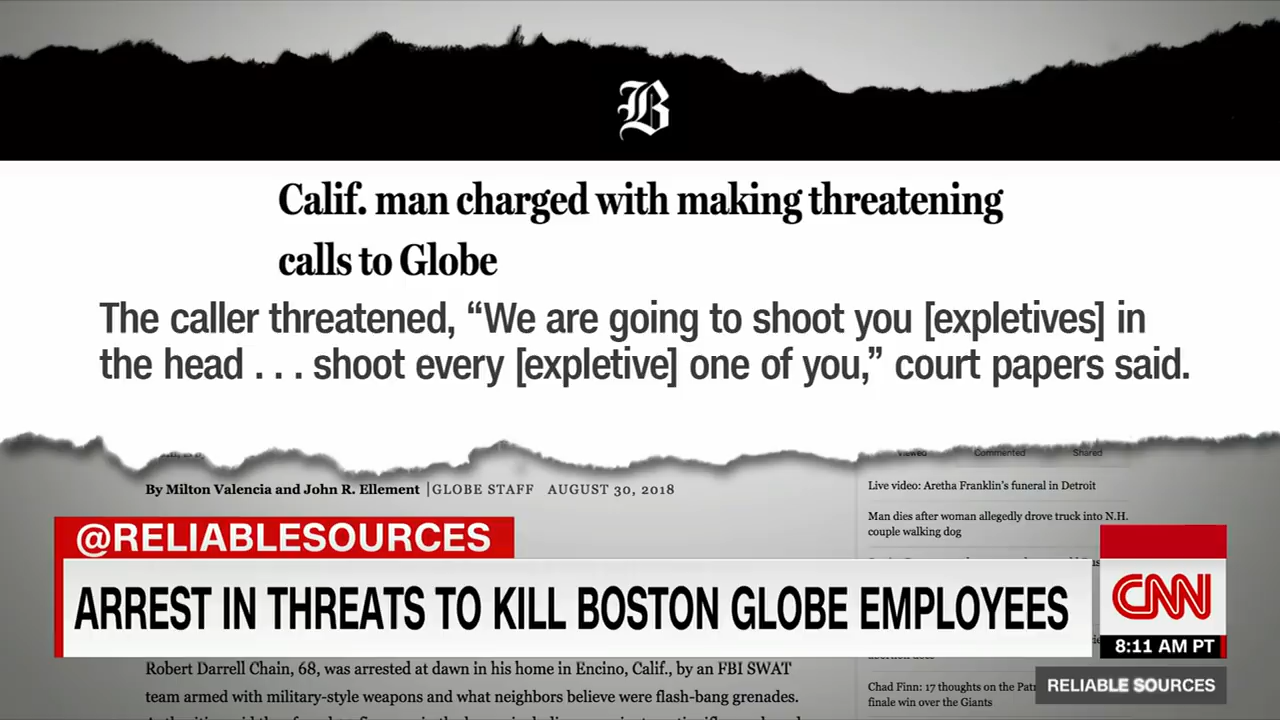 B
Calif. man charged with making threatening
calls to Globe
The caller threatened, “We are going to shoot you [expletives] in
the head . . . shoot every [expletive] one of you,” court papers said.
Viewed Commented Shared
By Milton Valencia and John R. Ellement | GLOBE STAFF AUGUST 30, 2018
Live video: Aretha Franklin's funeral in Detroit
Man dies after woman allegedly drove truck into N.H.
couple walking dog
@RELIABLESOURCES
ARREST IN THREATS TO KILL BOSTON GLOBE EMPLOYEES
CNN
8:11 AM PT
Robert Darrell Chain, 68, was arrested at dawn in his home in Encino, Calif., by an FBI SWAT
team armed with military-style weapons and what neighbors believe were flash-bang grenades.
Chad Finn: 17 thoughts on the
finale win over the Giants
RELIABLE SOURCES